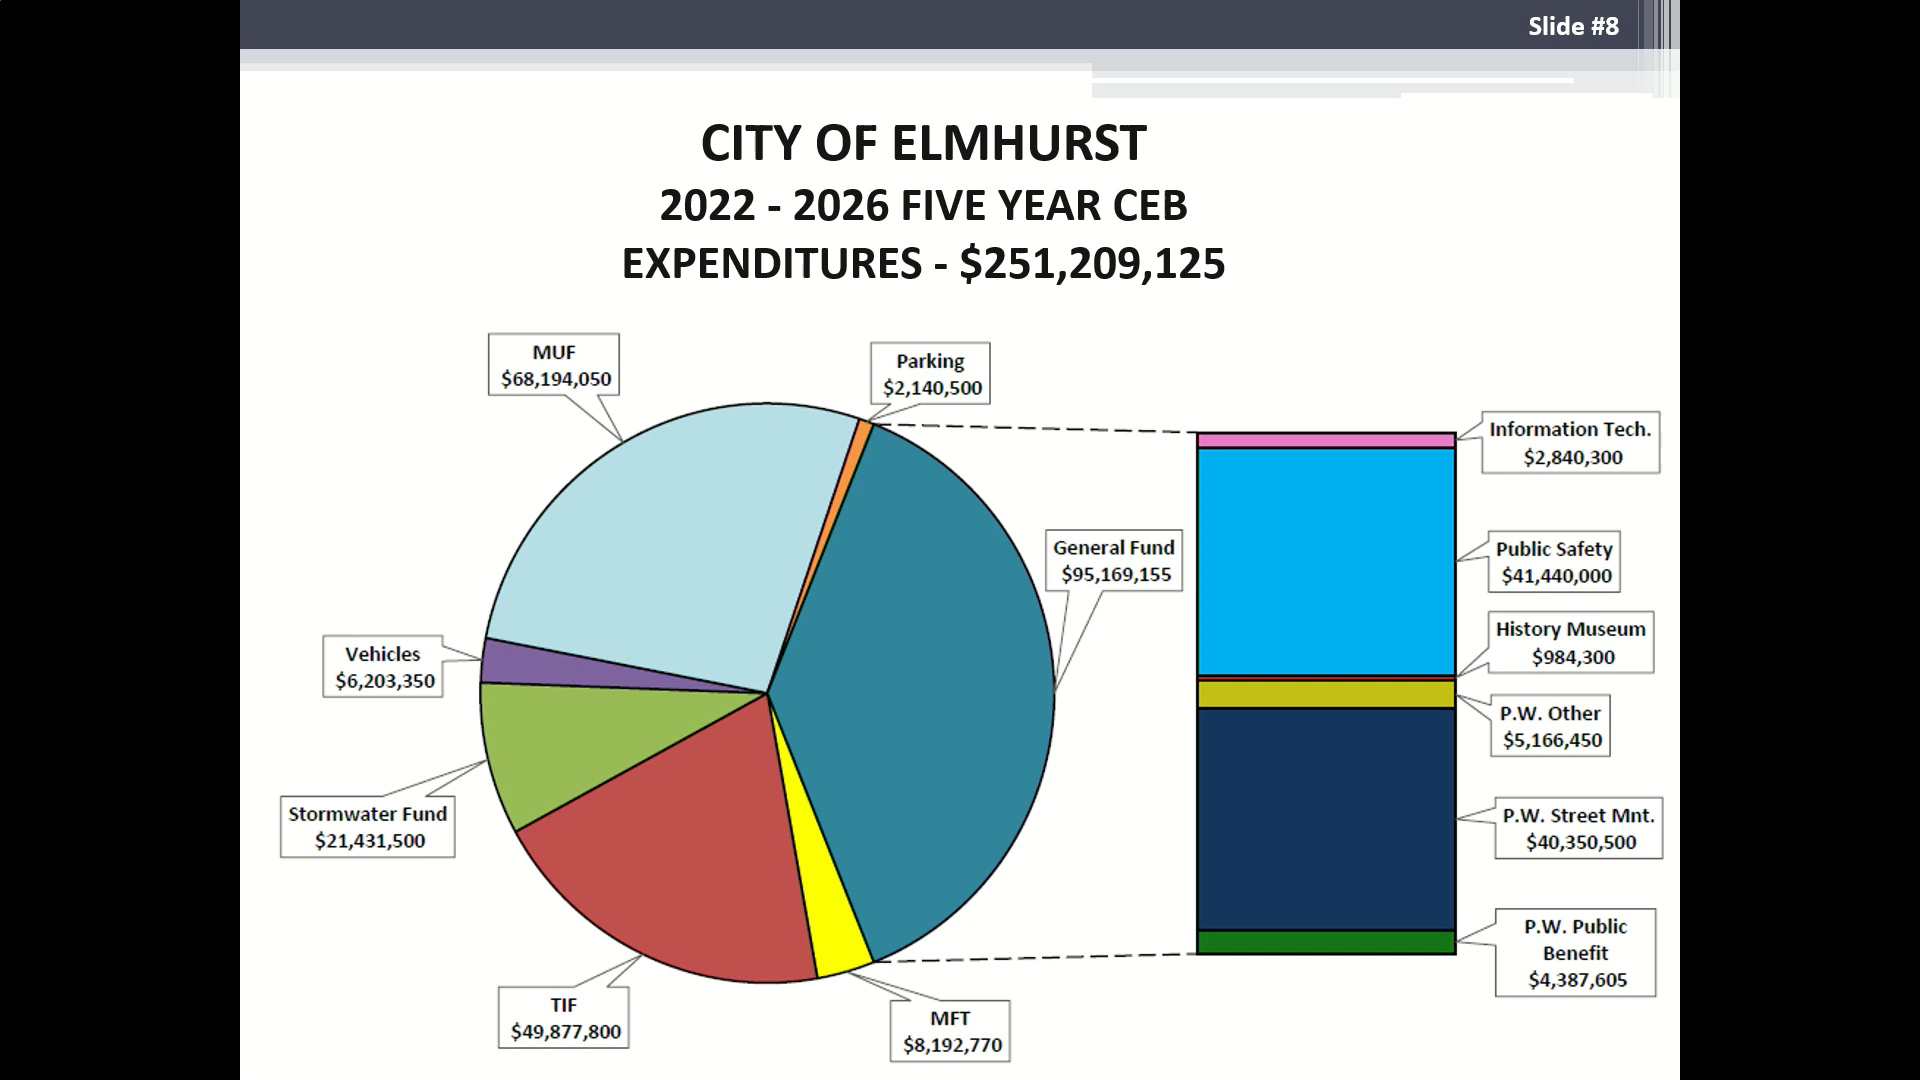 Slide #8
CITY OF ELMHURST
2022 - 2026 FIVE YEAR CEB
EXPENDITURES - $251,209,125
MUF
$68,194,050
Parking
$2,140,500
General Fund
$95,169,155
Vehicles
$6,203,350
Stormwater Fund
$21,431,500
TIF
$49,877,800
MFT
$8,192,770
Information Tech.
$2,840,300
Public Safety
$41,440,000
History Museum
$984,300
P.W. Other
$5,166,450
P.W. Street Mnt.
$40,350,500
P.W. Public
Benefit
$4,387,605